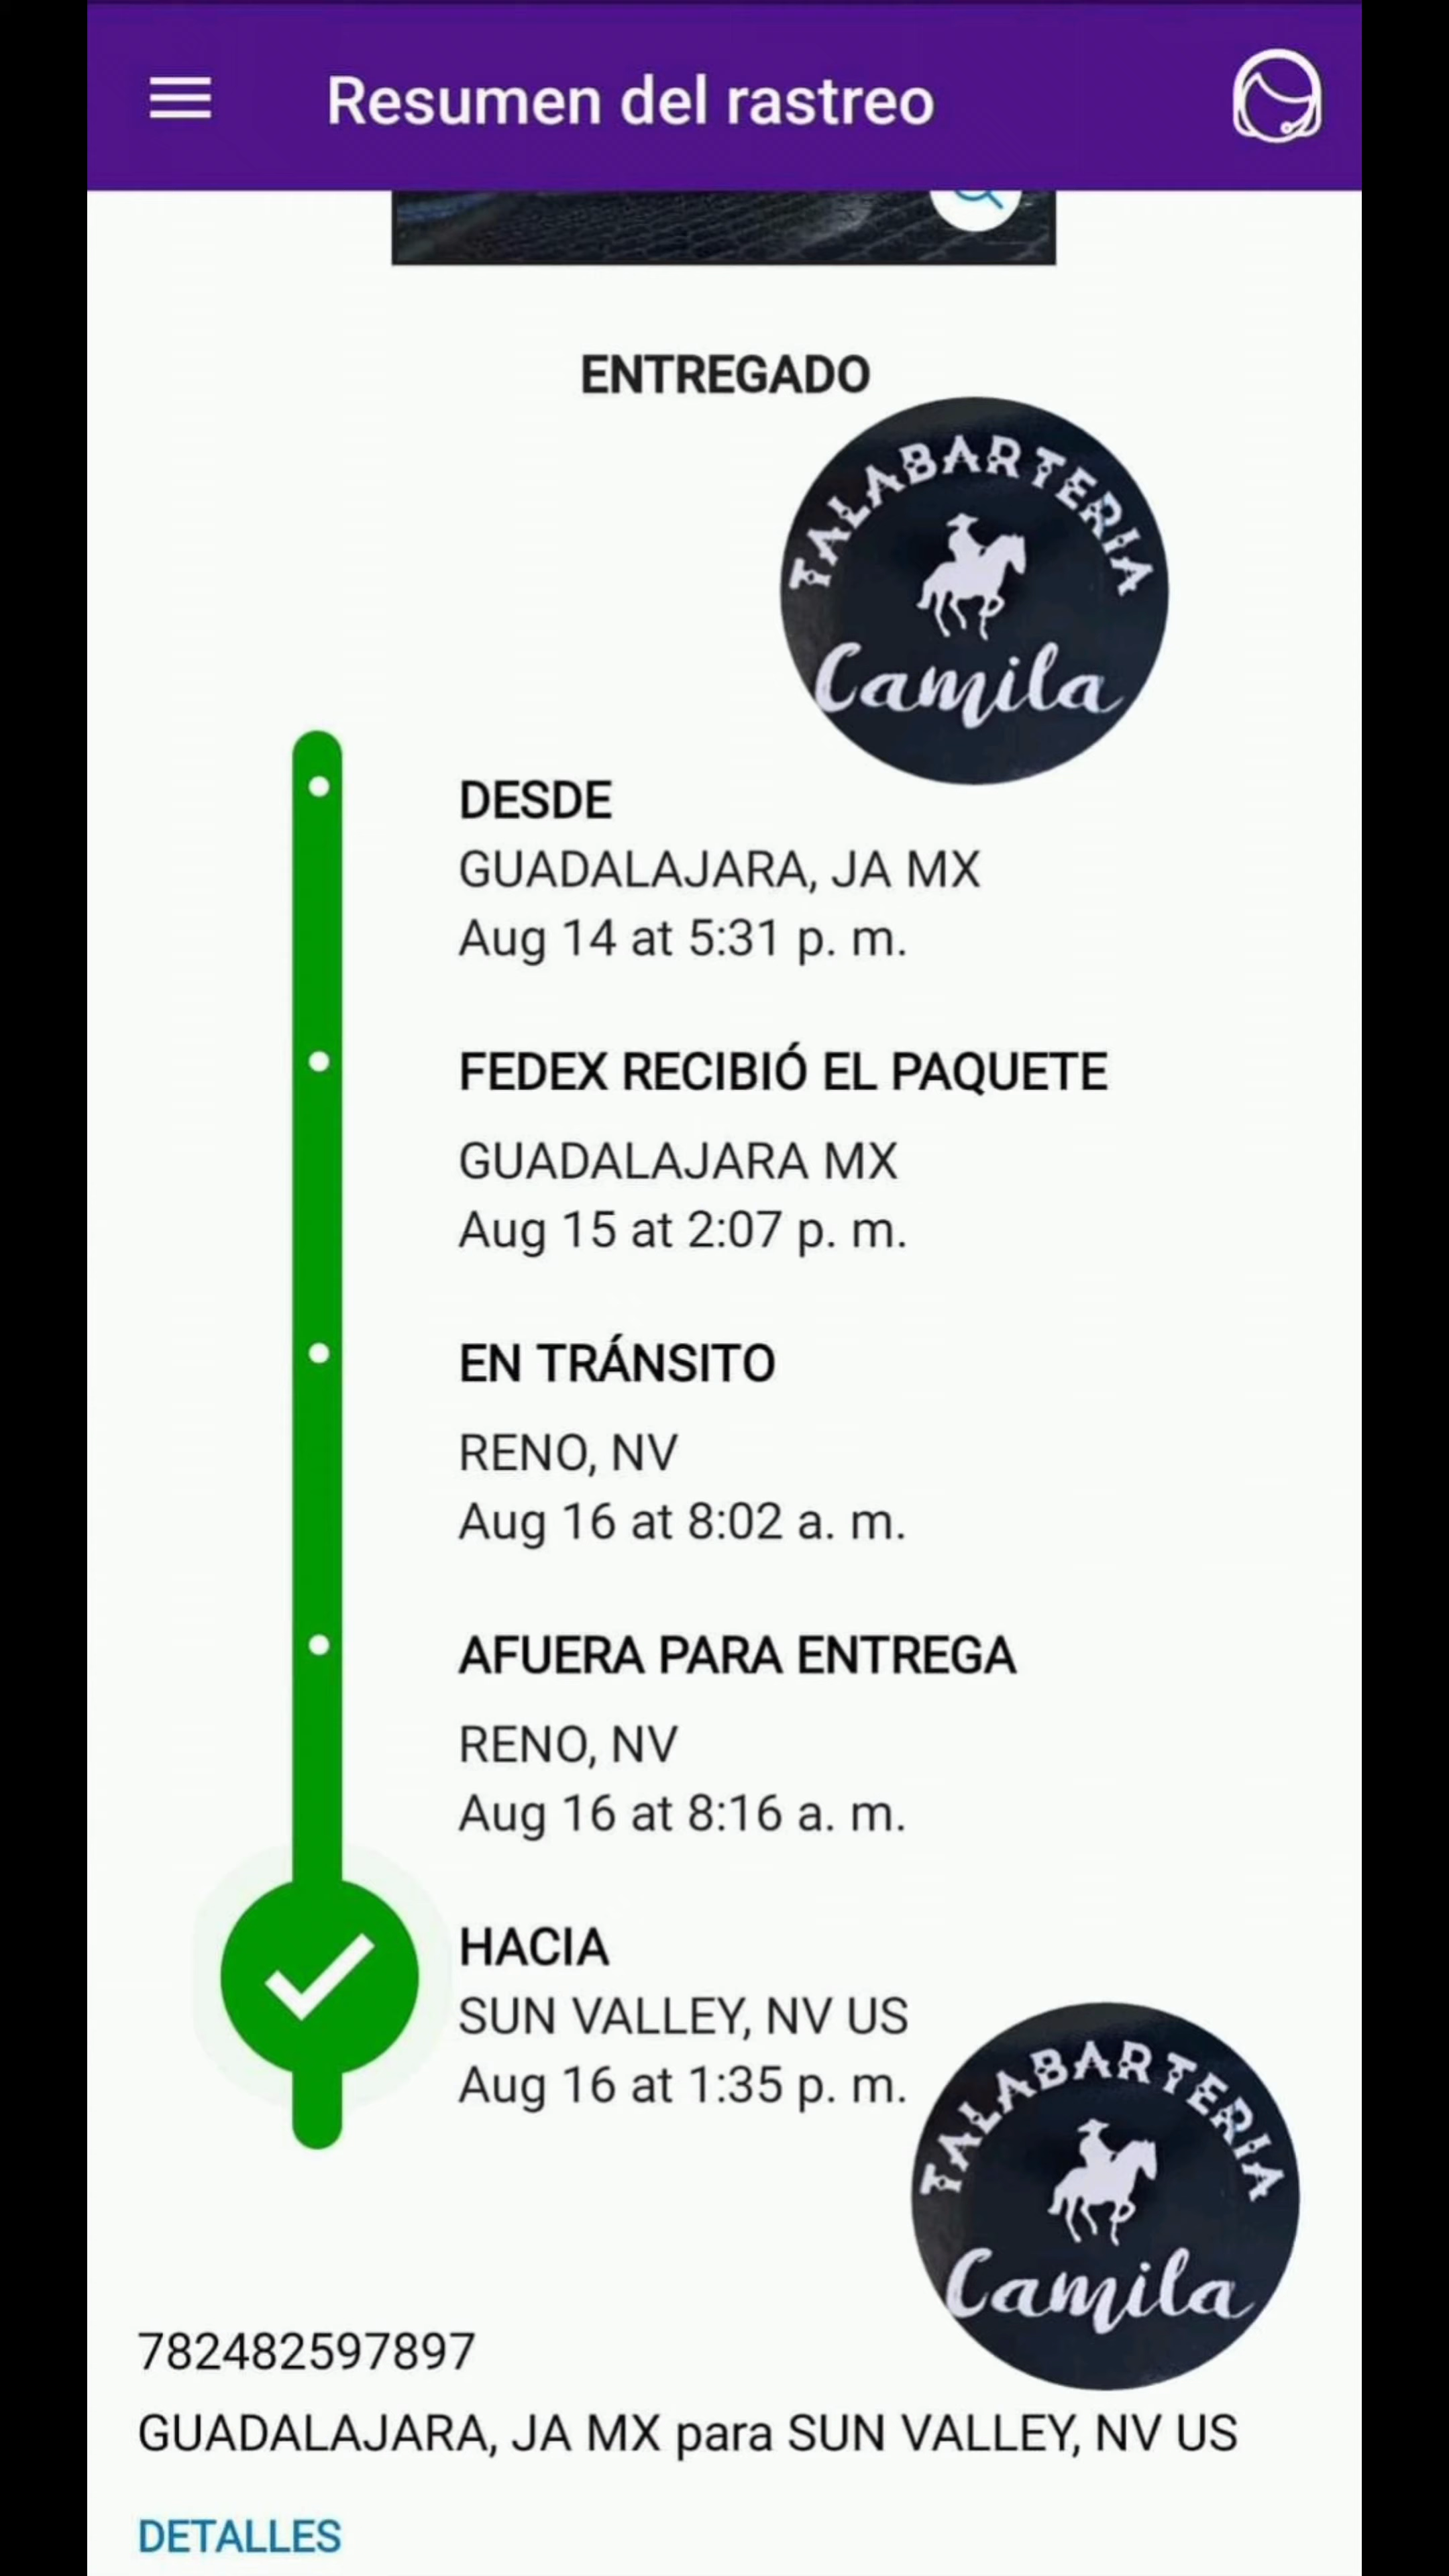 Resumen del rastreo
ENTREGADO
TALABARTERIA
Camila
DESDE
GUADALAJARA, JA MX
Aug 14 at 5:31 p. m.
FEDEX RECIBIÓ EL PAQUETE
GUADALAJARA MX
Aug 15 at 2:07 p. m.
EN TRÁNSITO
RENO, NV
Aug 16 at 8:02 a. m.
AFUERA PARA ENTREGA
RENO, NV
Aug 16 at 8:16 a. m.
HACIA
SUN VALLEY, NV US
Aug 16 at 1:35 p. m.
TALABARTERIA
Camila
782482597897
GUADALAJARA, JA MX para SUN VALLEY, NV US
DETALLES